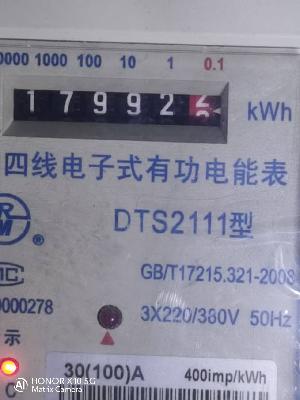 0000 1000 100 10 1 0.1
1 7 9 9 2 kWh
四线电子式有功电能表
DTS2111型
GB/T17215.321-2008
0000278
3X220/380V 50Hz
示
30(100)A 400imp/kWh
C
HONOR X10 5G
Matrix Camera